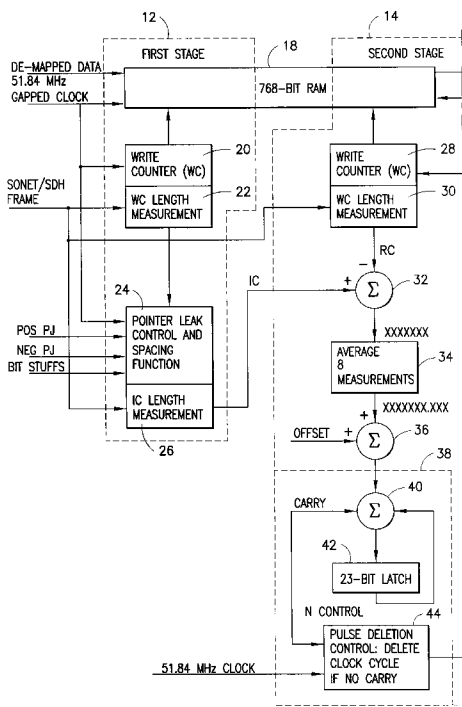 12
14
18
FIRST STAGE
SECOND STAGE
DE-MAPPED DATA
51.84 MHz
GAPPED CLOCK
768-BIT RAM
WRITE
COUNTER (WC)
20
WC LENGTH
MEASUREMENT
22
WRITE
COUNTER (WC)
28
WC LENGTH
MEASUREMENT
30
SONET/SDH
FRAME
RC
IC
−
+
Σ
32
24
POINTER LEAK
CONTROL AND
SPACING
FUNCTION
POS PJ
NEG PJ
BIT STUFFS
IC LENGTH
MEASUREMENT
26
XXXXXXX
AVERAGE
8
MEASUREMENTS
34
XXXXXXX.XXX
+
OFFSET
+
Σ
36
38
CARRY
Σ
40
42
23-BIT LATCH
N CONTROL
44
PULSE DELETION
CONTROL: DELETE
CLOCK CYCLE
IF NO CARRY
51.84 MHz CLOCK